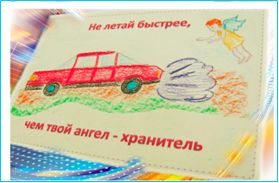 Не летай быстрее,
чем твой ангел - хранитель